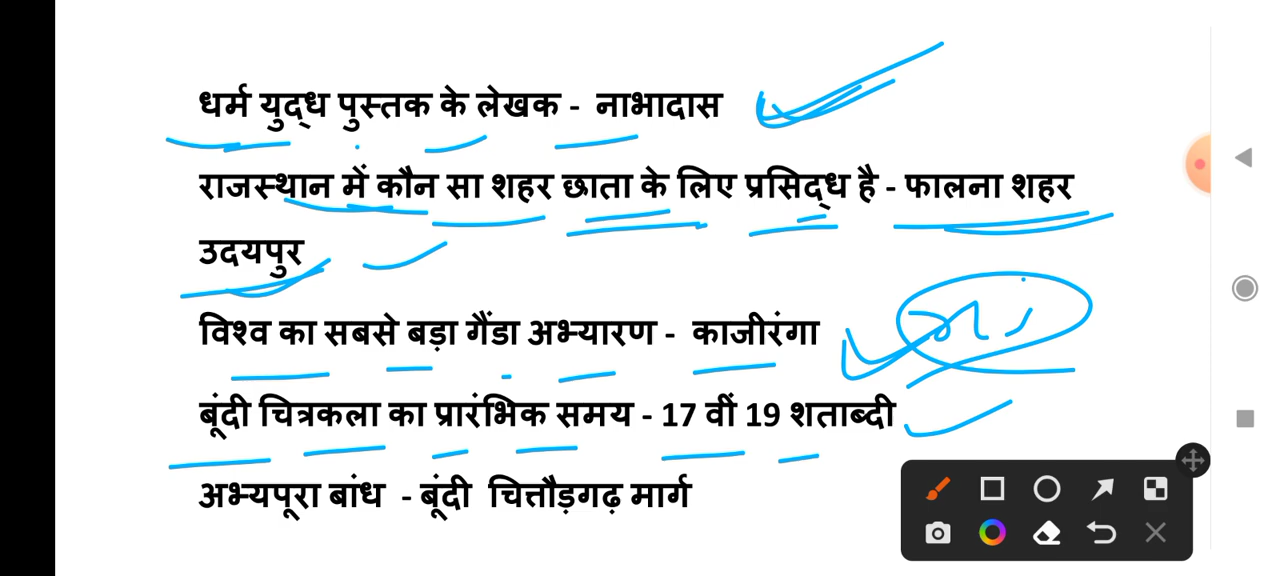 धर्म युद्ध पुस्तक के लेखक - नाभादास
राजस्थान में कौन सा शहर छाता के लिए प्रसिद्ध है - फालना शहर
उदयपुर
विश्व का सबसे बड़ा गैंडा अभ्यारण - काजीरंगा
बूंदी चित्रकला का प्रारंभिक समय - 17 वीं 19 शताब्दी
अभ्यपूरा बांध - बूंदी चित्तौड़गढ़ मार्ग